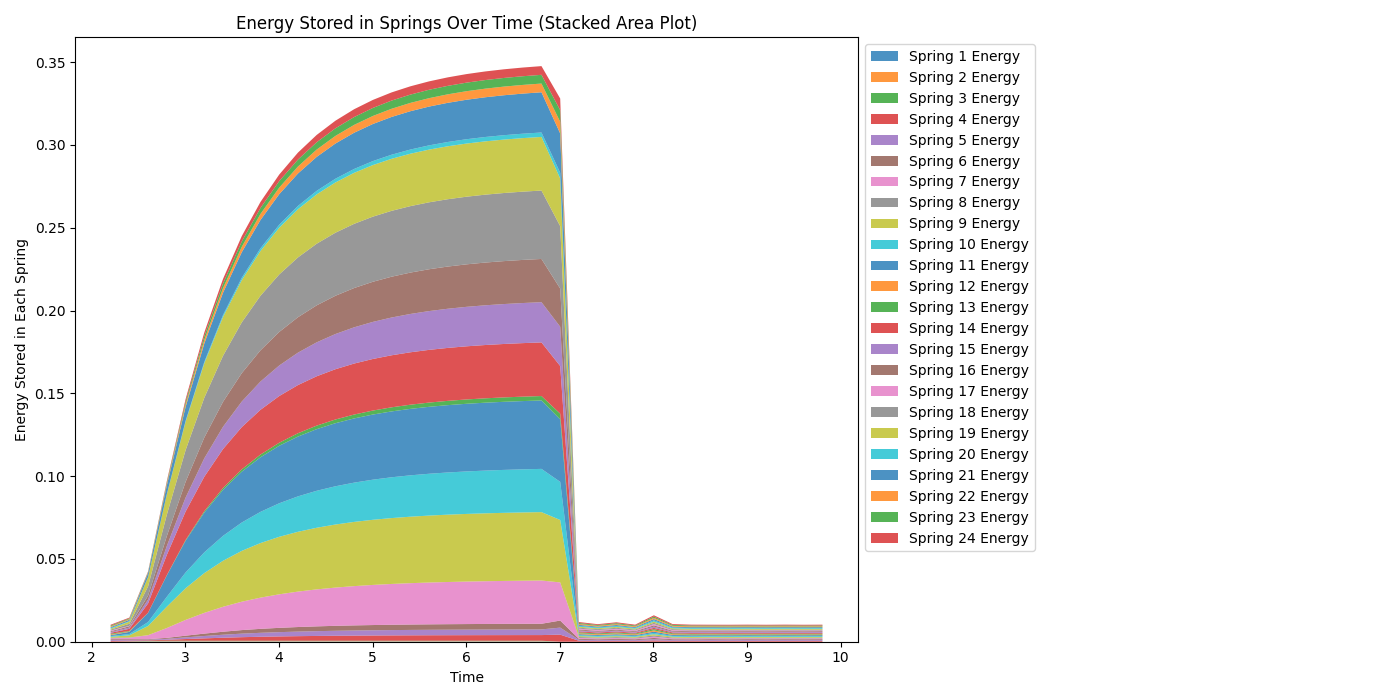 Energy Stored in Springs Over Time (Stacked Area Plot)
Energy Stored in Each Spring
0.35
0.30
0.25
0.20
0.15
0.10
0.05
0.00
2 3 4 5 6 7 8 9 10
Time
Spring 1 Energy
Spring 2 Energy
Spring 3 Energy
Spring 4 Energy
Spring 5 Energy
Spring 6 Energy
Spring 7 Energy
Spring 8 Energy
Spring 9 Energy
Spring 10 Energy
Spring 11 Energy
Spring 12 Energy
Spring 13 Energy
Spring 14 Energy
Spring 15 Energy
Spring 16 Energy
Spring 17 Energy
Spring 18 Energy
Spring 19 Energy
Spring 20 Energy
Spring 21 Energy
Spring 22 Energy
Spring 23 Energy
Spring 24 Energy